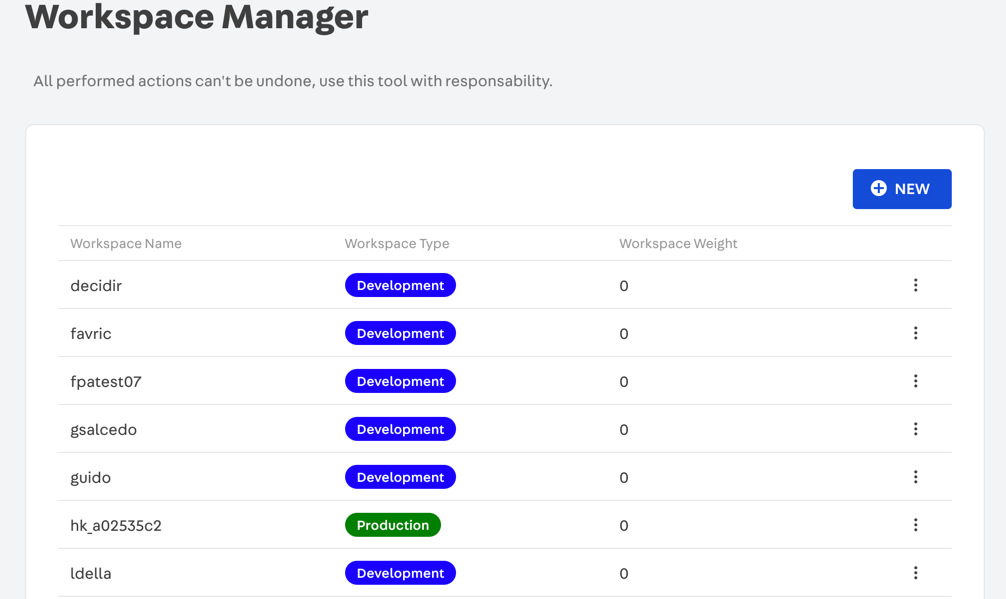 Workspace Manager
All performed actions can't be undone, use this tool with responsability.
NEW
Workspace Name Workspace Type Workspace Weight
decidir Development 0
favric Development 0
fpatest07 Development 0
gsalcedo Development 0
guido Development 0
hk_a02535c2 Production 0
ldella Development 0